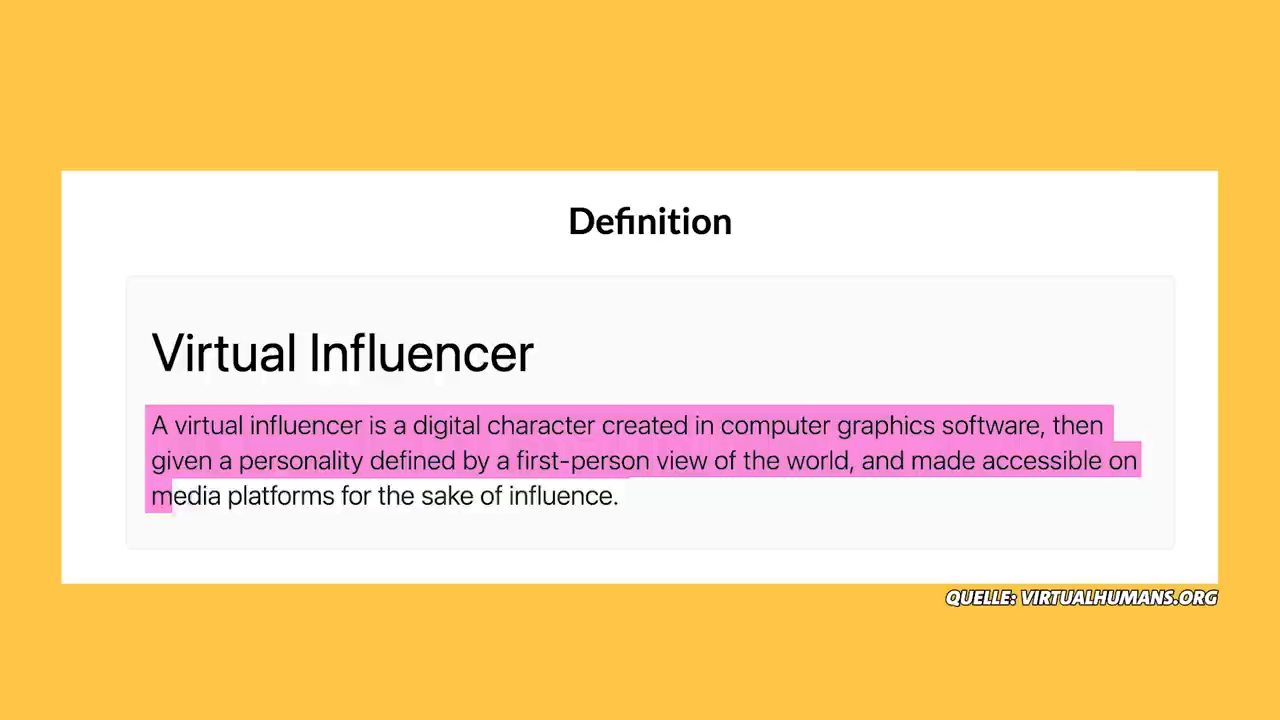 Definition
Virtual Influencer
A virtual influencer is a digital character created in computer graphics software, then
given a personality defined by a first-person view of the world, and made accessible on
media platforms for the sake of influence.
QUELLE: VIRTUALHUMANS.ORG